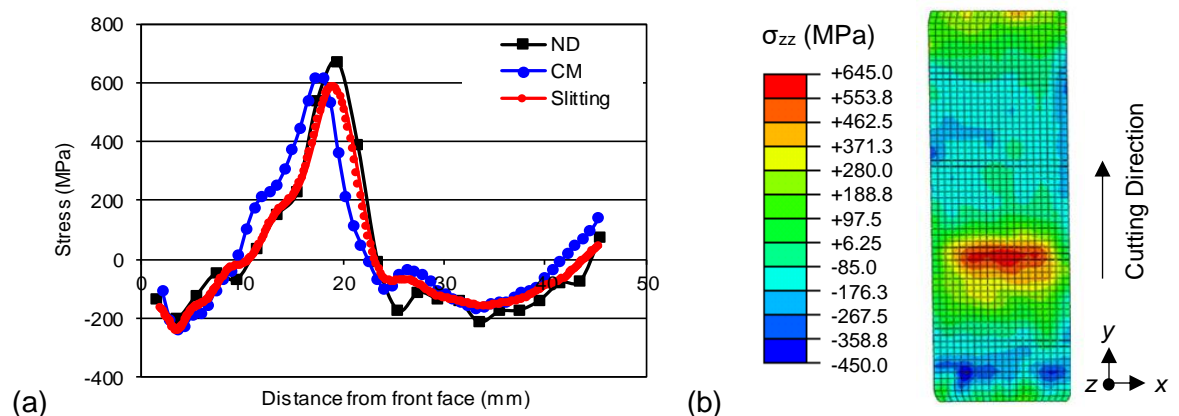 800
600
400
200
0
-200
-400
0 10 20 30 40 50
Stress (MPa)
Distance from front face (mm)
ND
CM
Slitting
(a)
σzz (MPa)
+645.0
+553.8
+462.5
+371.3
+280.0
+188.8
+97.5
+6.25
-85.0
-176.3
-267.5
-358.8
-450.0
Cutting Direction
y
z x
(b)